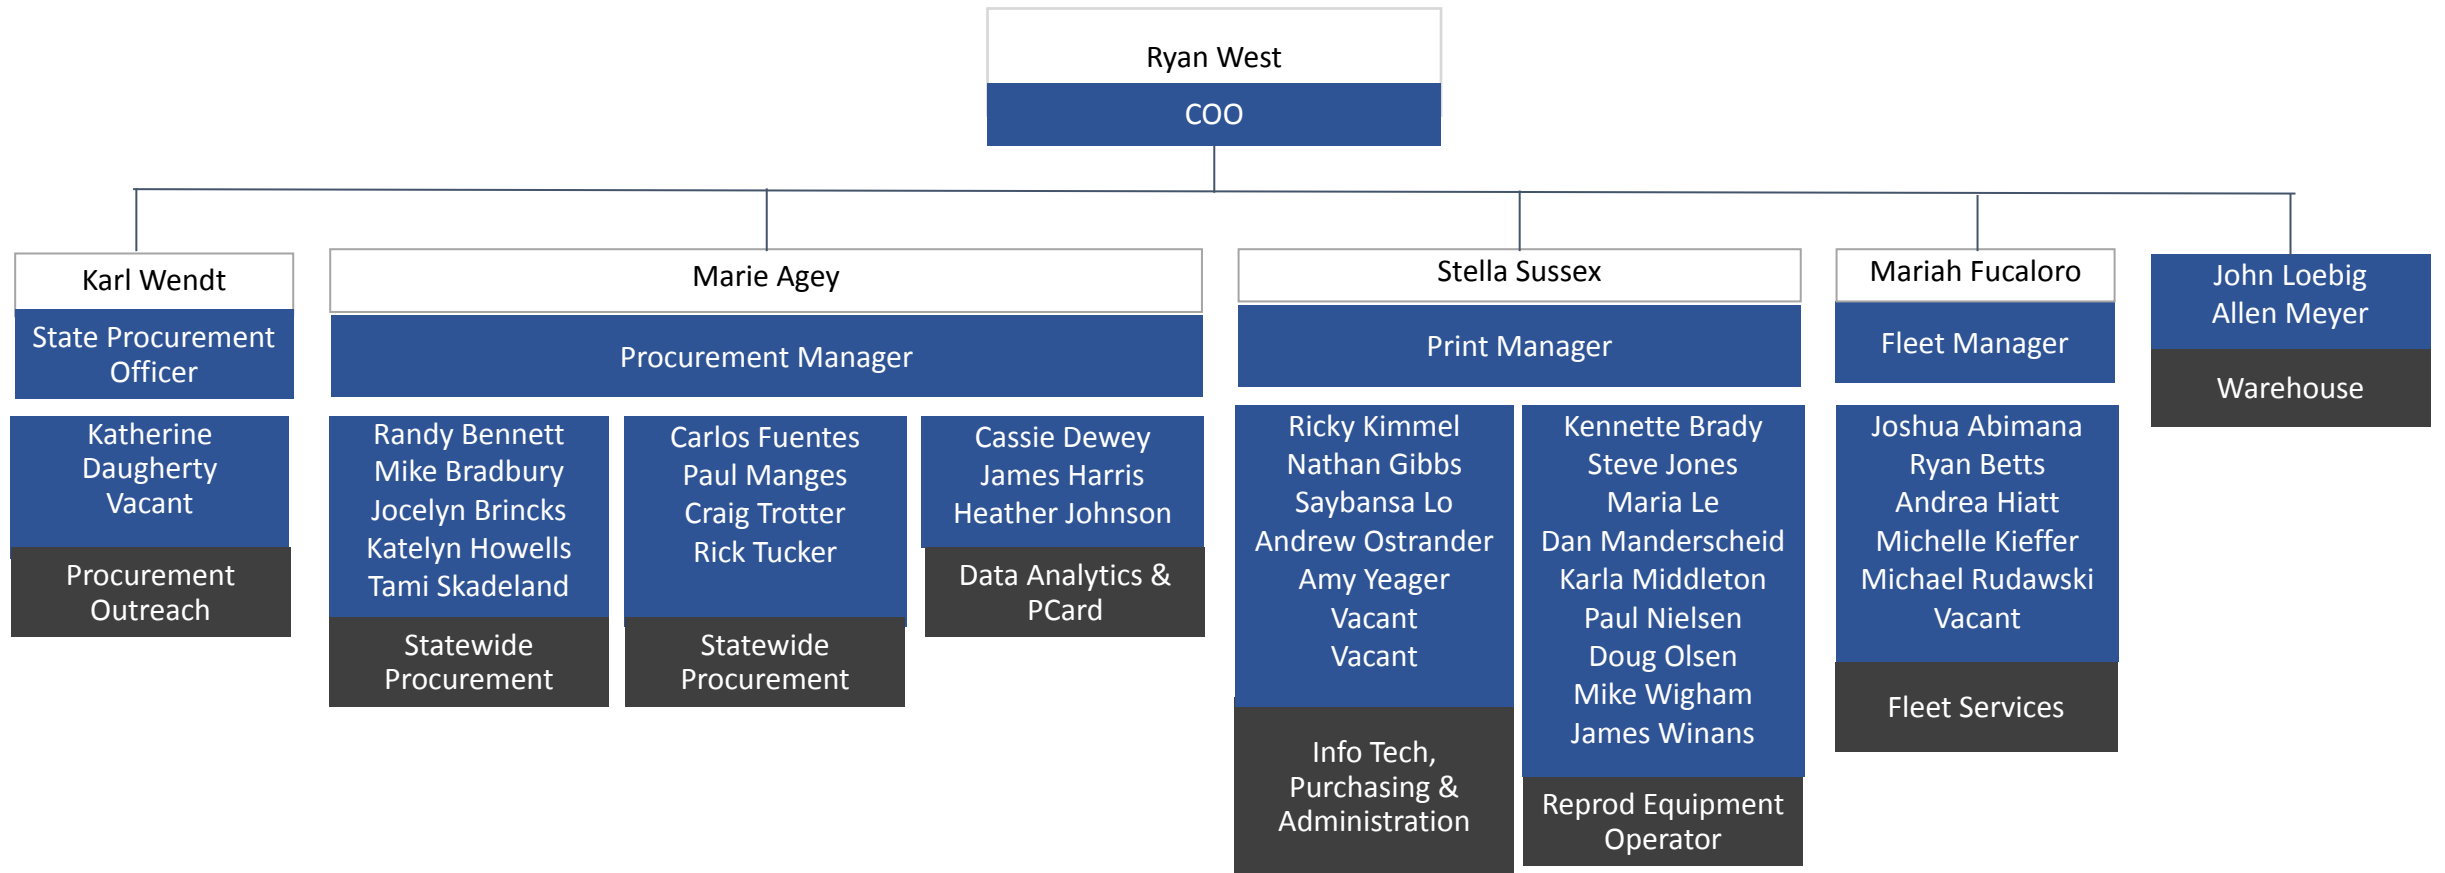 Ryan West
COO
Karl Wendt
State Procurement
Officer
Katherine
Daugherty
Vacant
Procurement
Outreach
Marie Agey
Procurement Manager
Randy Bennett
Mike Bradbury
Jocelyn Brincks
Katelyn Howells
Tami Skadeland
Statewide
Procurement
Carlos Fuentes
Paul Manges
Craig Trotter
Rick Tucker
Statewide
Procurement
Cassie Dewey
James Harris
Heather Johnson
Data Analytics &
PCard
Stella Sussex
Print Manager
Ricky Kimmel
Nathan Gibbs
Saybansa Lo
Andrew Ostrander
Amy Yeager
Vacant
Vacant
Info Tech,
Purchasing &
Administration
Kennette Brady
Steve Jones
Maria Le
Dan Manderscheid
Karla Middleton
Paul Nielsen
Doug Olsen
Mike Wigham
James Winans
Reprod Equipment
Operator
Mariah Fucaloro
Fleet Manager
Joshua Abimana
Ryan Betts
Andrea Hiatt
Michelle Kieffer
Michael Rudawski
Vacant
Fleet Services
John Loebig
Allen Meyer
Warehouse